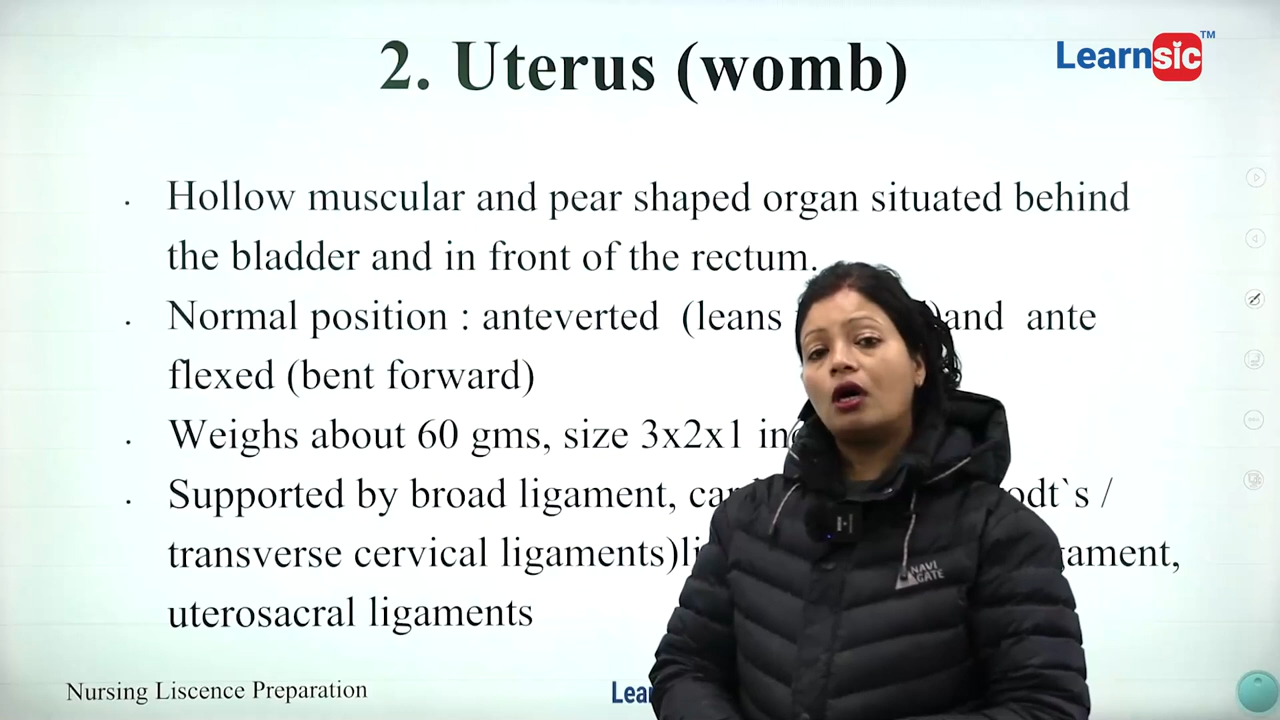 2. Uterus (womb)
Learnsic™
Hollow muscular and pear shaped organ situated behind
the bladder and in front of the rectum.
Normal position : anteverted (leans and ante
flexed (bent forward)
Weighs about 60 gms, size 3x2x1
Supported by broad ligament, /
transverse cervical ligaments)
uterosacral ligaments
NAVI
GATE
Nursing Liscence Preparation